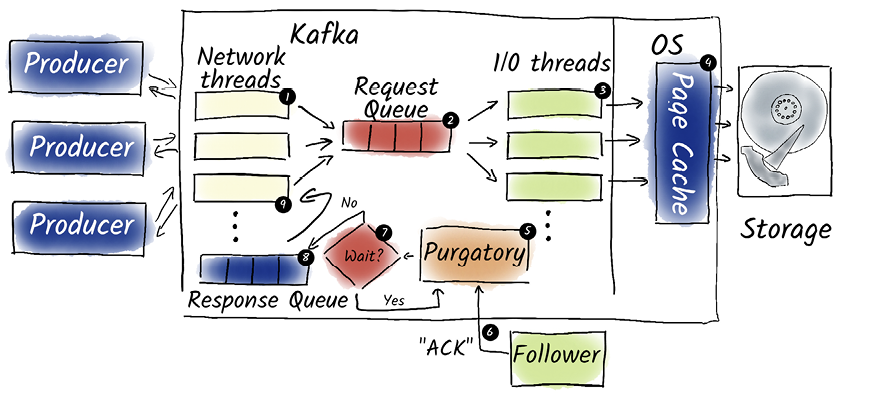 Kafka
OS
Producer
Producer
Producer
Network
threads
1
9
Request
Queue
2
I/O threads
3
Page Cache
4
Storage
Purgatory
5
"ACK"
6
Follower
Wait?
7
No
Yes
8
Response Queue